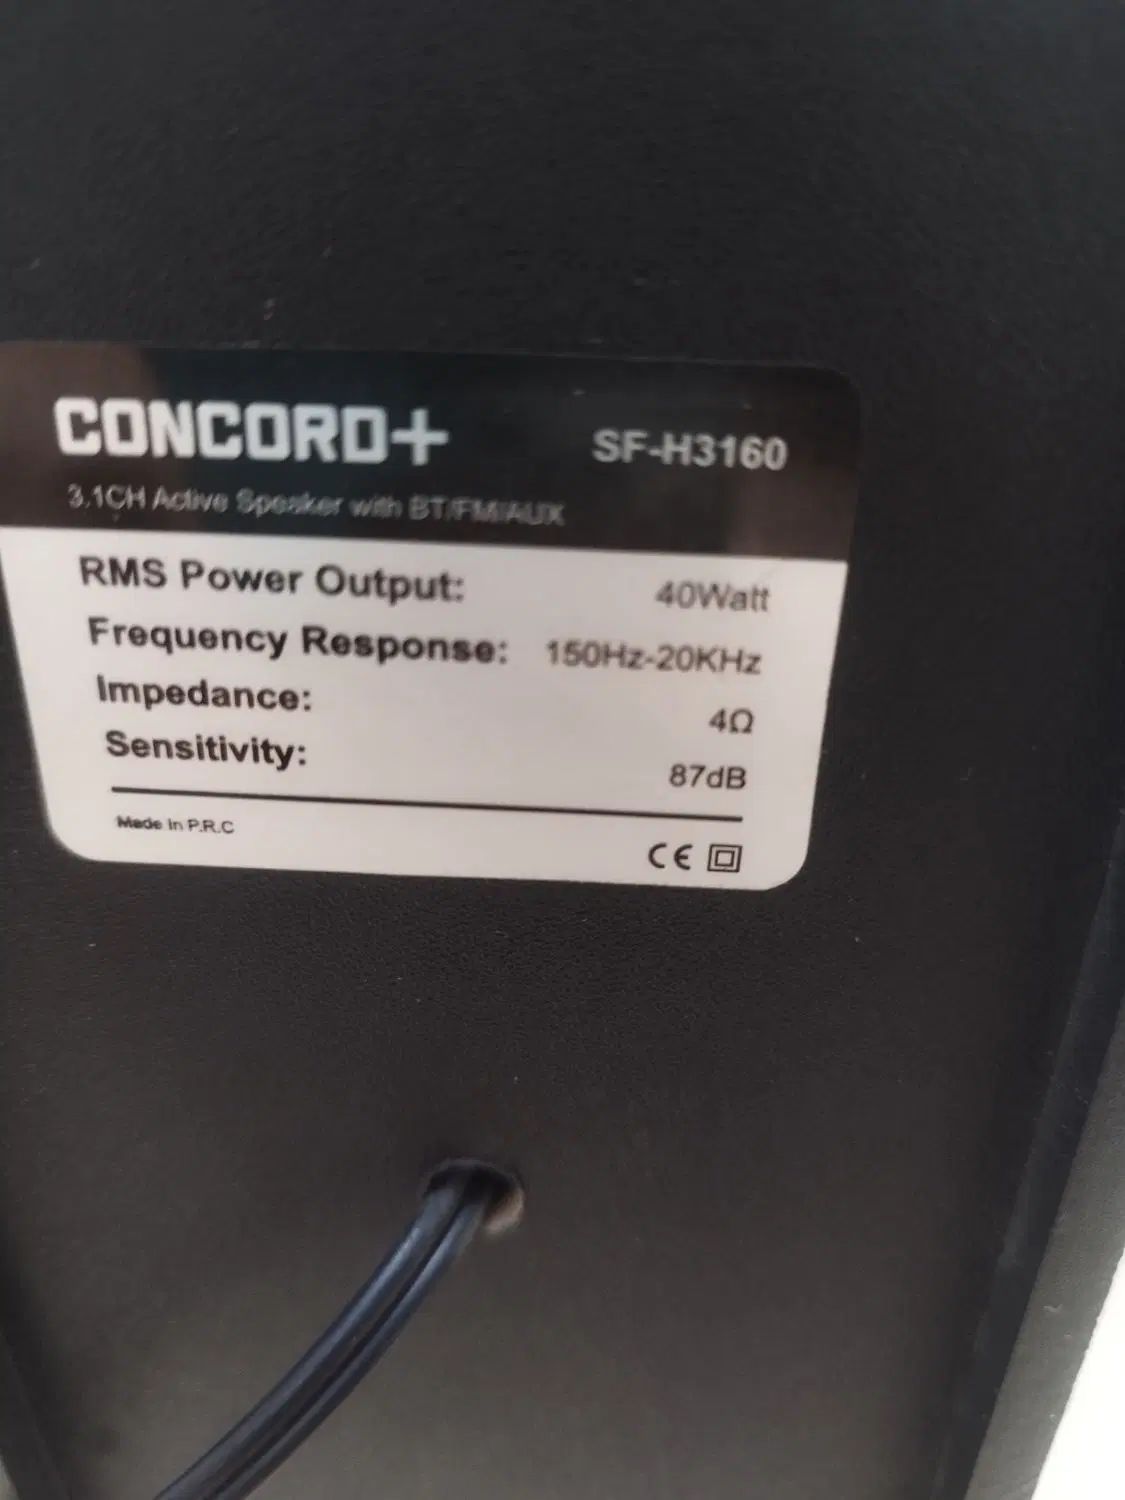 CONCORD+ SF-H3160
3.1CH Active Speaker with BT/FM/AUX
RMS Power Output: 40Watt
Frequency Response: 150Hz-20KHz
Impedance: 4Ω
Sensitivity: 87dB
Made In P.R.C
CE